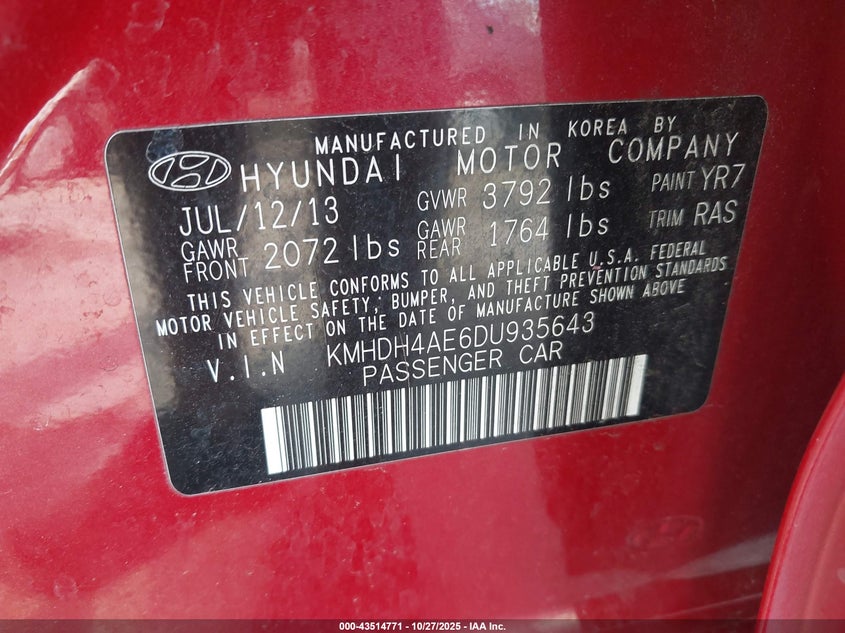 MANUFACTURED IN KOREA BY
HYUNDAI MOTOR COMPANY
JUL/12/13 GVWR 3792 lbs PAINT YR7
GAWR FRONT 2072 lbs GAWR REAR 1764 lbs TRIM RAS
THIS VEHICLE CONFORMS TO ALL APPLICABLE U.S.A. FEDERAL
MOTOR VEHICLE SAFETY, BUMPER, AND THEFT PREVENTION STANDARDS
IN EFFECT ON THE DATE OF MANUFACTURE SHOWN ABOVE
V.I.N KMHDH4AE6DU935643
PASSENGER CAR
000-43514771 - 10/27/2025 - IAA Inc.